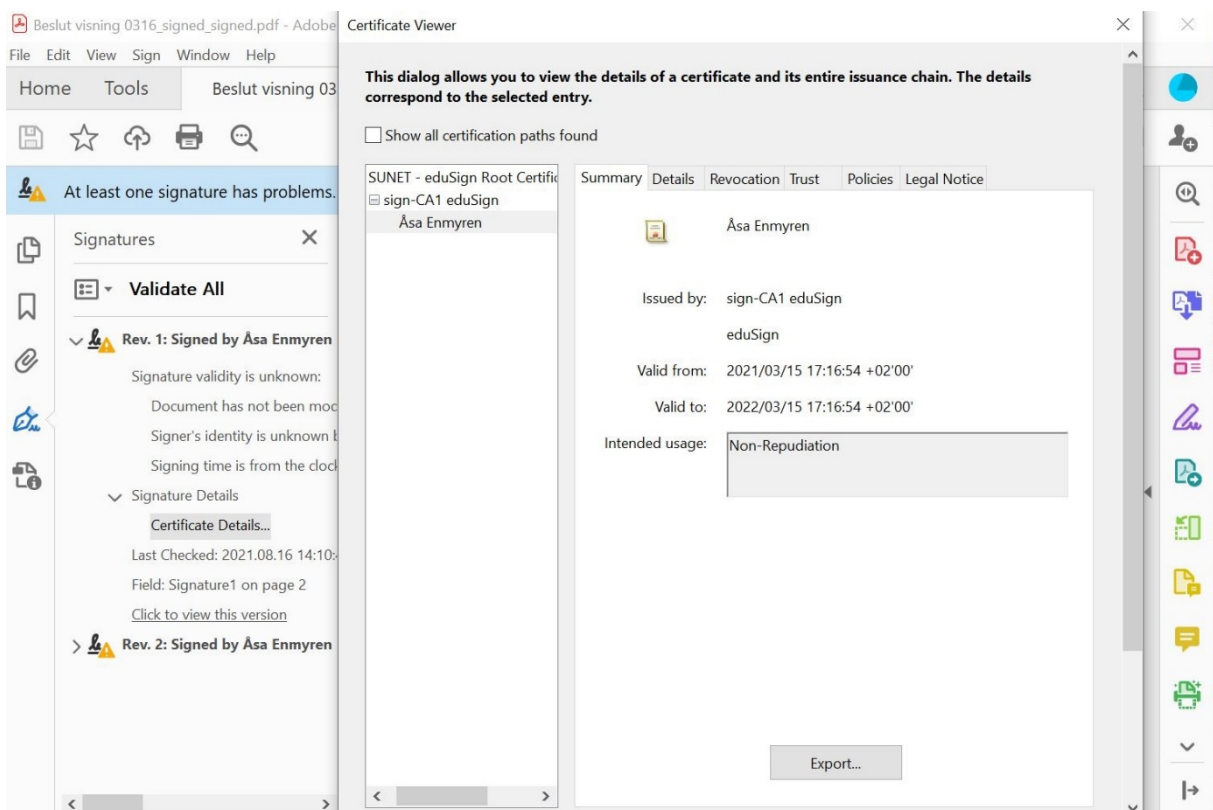 Beslut visning 0316_signed_signed.pdf - Adobe
File Edit View Sign Window Help
Home Tools Beslut visning 03
At least one signature has problems.
Signatures
Validate All
Rev. 1: Signed by Åsa Enmyren
Signature validity is unknown:
Document has not been mod
Signer's identity is unknown b
Signing time is from the clock
Signature Details
Certificate Details...
Last Checked: 2021.08.16 14:10:4
Field: Signature1 on page 2
Click to view this version
Rev. 2: Signed by Åsa Enmyren
Certificate Viewer
This dialog allows you to view the details of a certificate and its entire issuance chain. The details
correspond to the selected entry.
Show all certification paths found
SUNET - eduSign Root Certific
sign-CA1 eduSign
Åsa Enmyren
Summary Details Revocation Trust Policies Legal Notice
Åsa Enmyren
Issued by: sign-CA1 eduSign
eduSign
Valid from: 2021/03/15 17:16:54 +02'00'
Valid to: 2022/03/15 17:16:54 +02'00'
Intended usage: Non-Repudiation
Export...